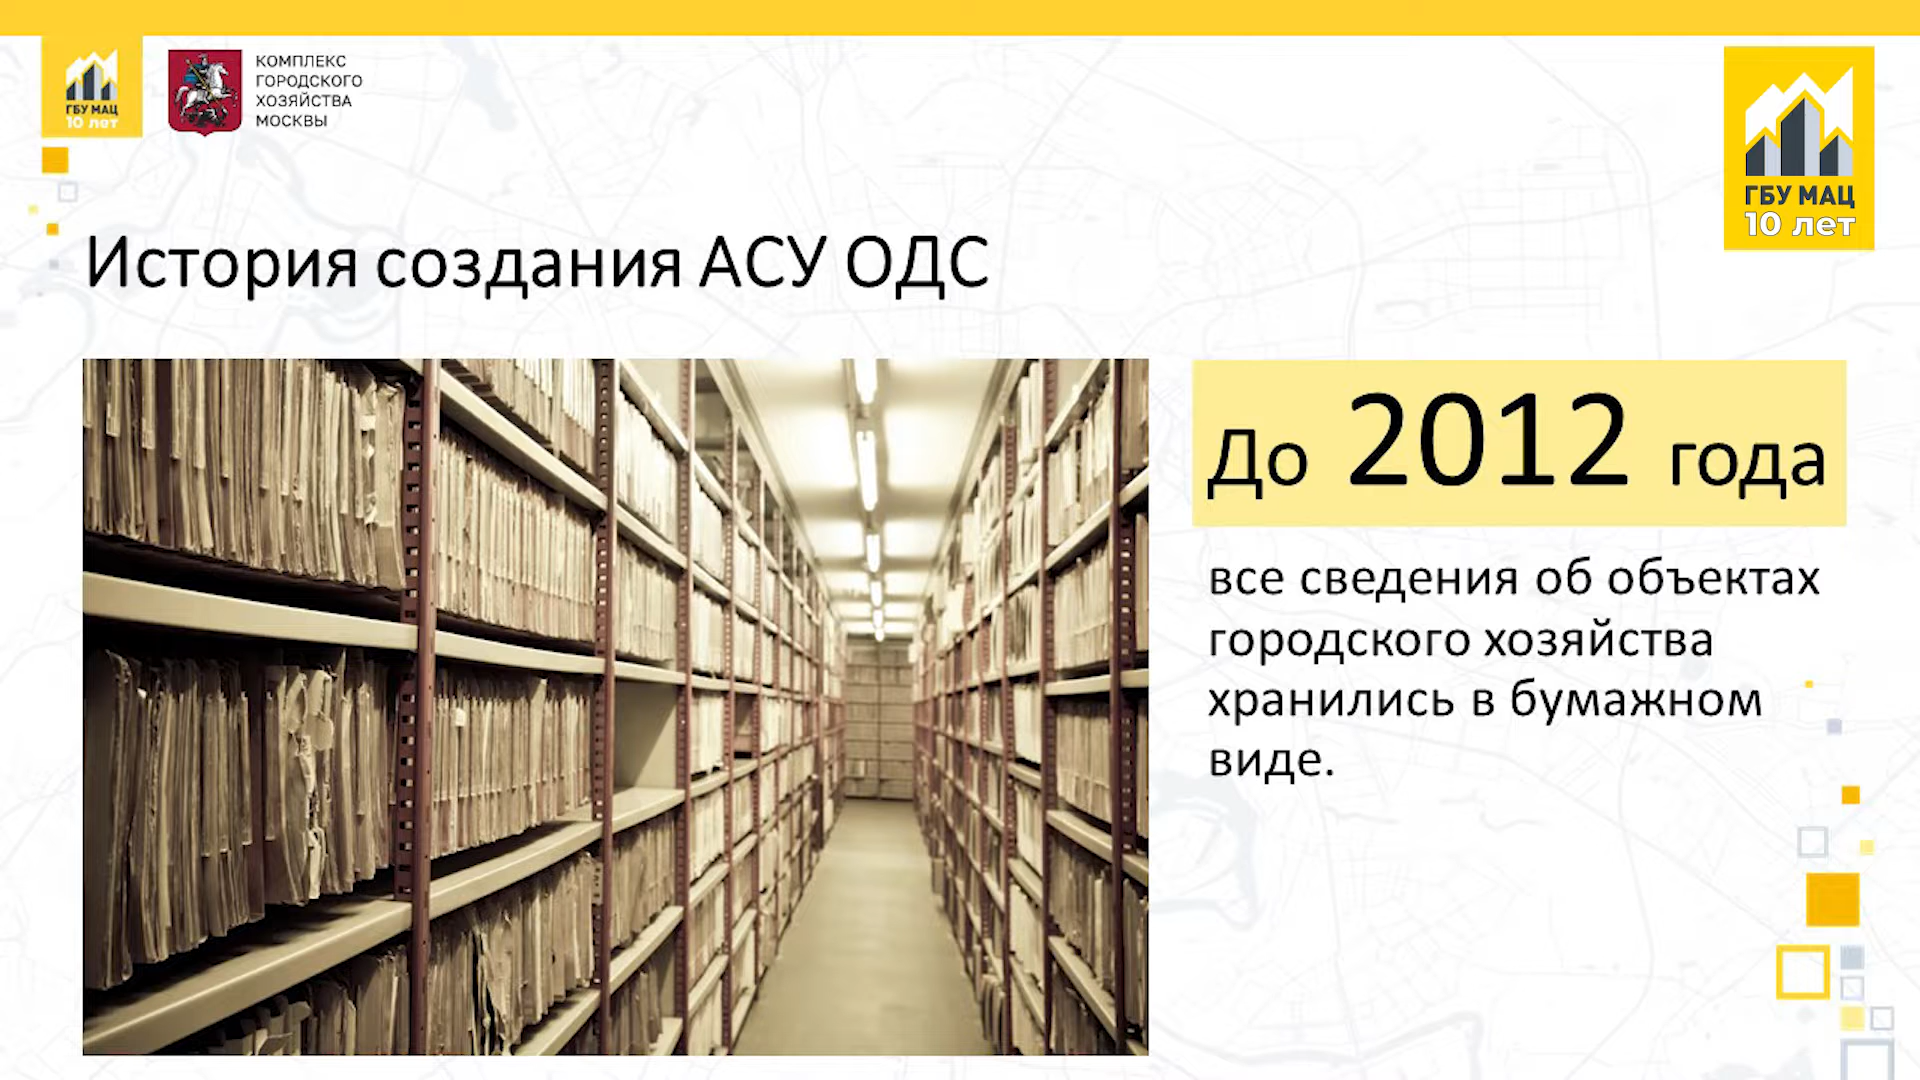 ГБУ МАЦ
10 лет
КОМПЛЕКС
ГОРОДСКОГО
ХОЗЯЙСТВА
МОСКВЫ
ГБУ МАЦ
10 лет
История создания АСУ ОДС
До 2012 года
все сведения об объектах
городского хозяйства
хранились в бумажном
виде.